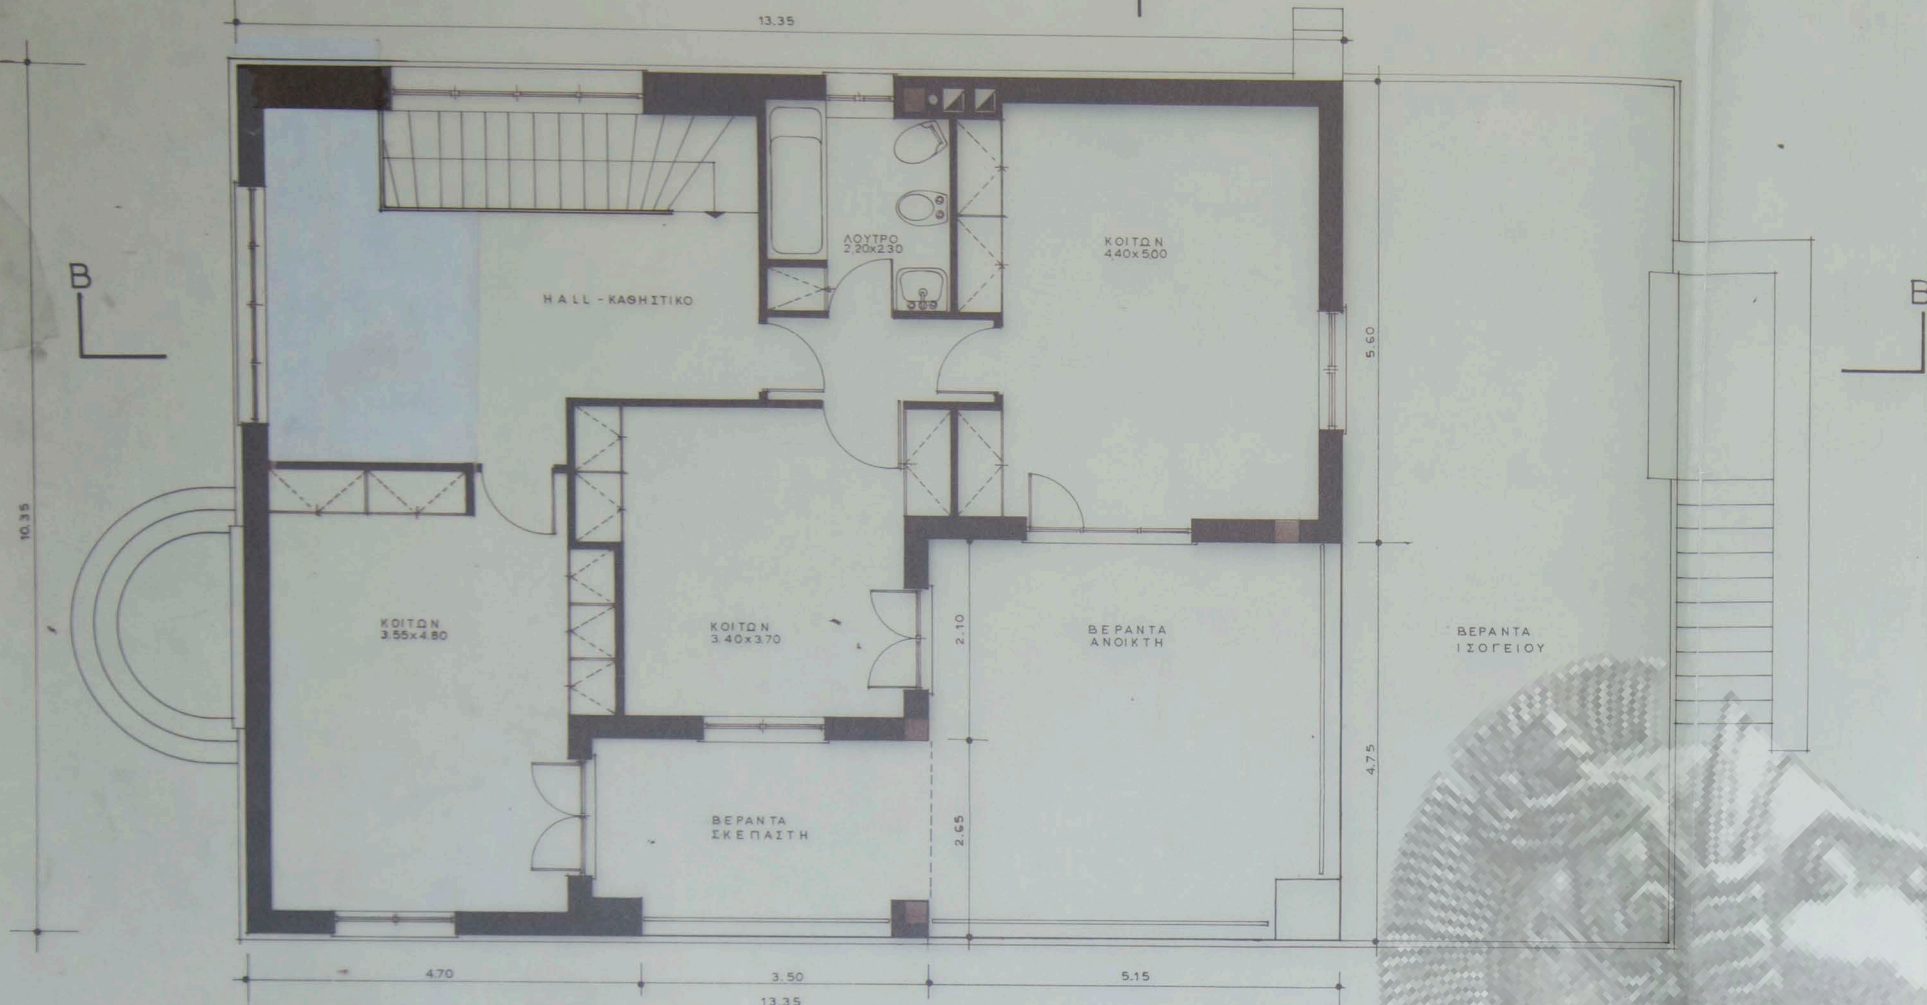 13.35
B
B
10.35
HALL - ΚΑΘΗΣΤΙΚΟ
ΛΟΥΤΡΟ
2.20x2.30
ΚΟΙΤΩΝ
4.40x5.00
5.60
ΚΟΙΤΩΝ
3.55x4.80
ΚΟΙΤΩΝ
3.40x3.70
2.10
ΒΕΡΑΝΤΑ
ΑΝΟΙΚΤΗ
ΒΕΡΑΝΤΑ
ΙΣΟΓΕΙΟΥ
ΒΕΡΑΝΤΑ
ΣΚΕΠΑΣΤΗ
2.65
4.75
4.70
3.50
5.15
13.35